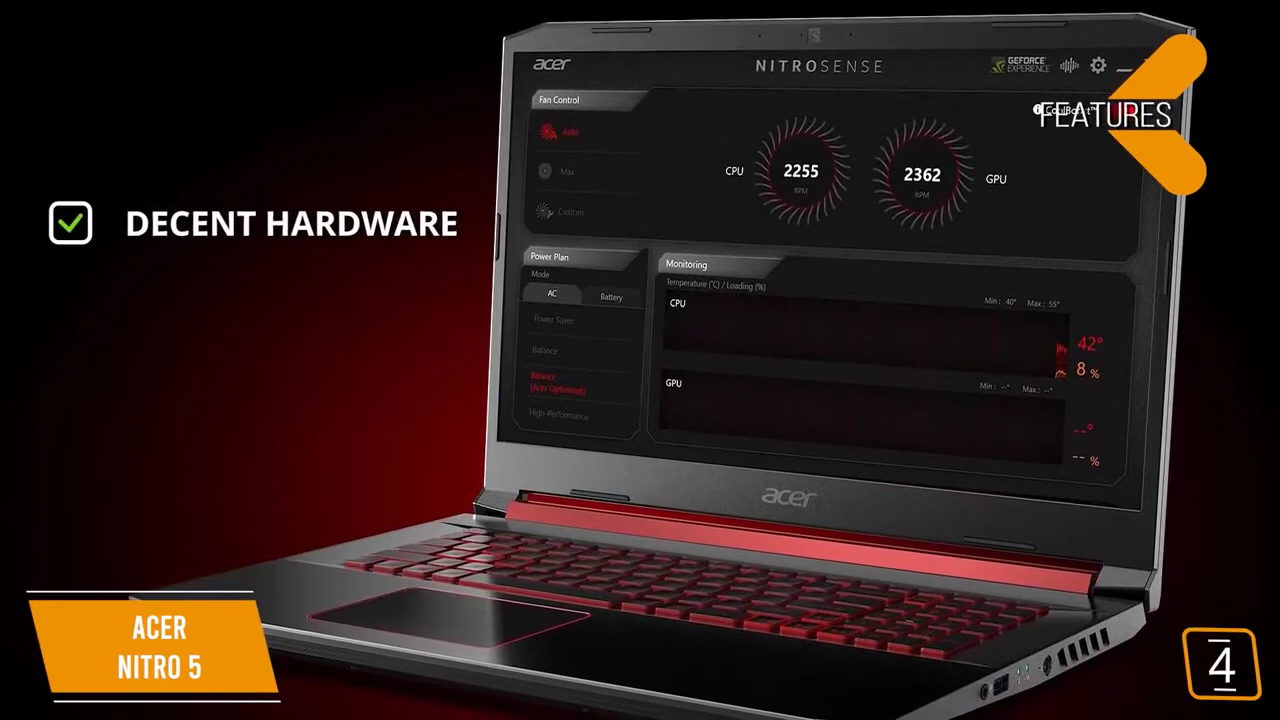 acer
NITROSENSE
GEFORCE
EXPERIENCE
FEATURES
Fan Control
Auto
Max
Custom
CPU
2255
RPM
2362
RPM
GPU
DECENT HARDWARE
Power Plan
Mode
AC
Battery
Power Saver
Balance
Balance
(Acer Optimized)
High-Performance
Monitoring
Temperature (°C) / Loading (%)
CPU
Min : 40° Max : 55°
42°
8 %
GPU
Min : --° Max : --°
--°
-- %
acer
ACER
NITRO 5
4